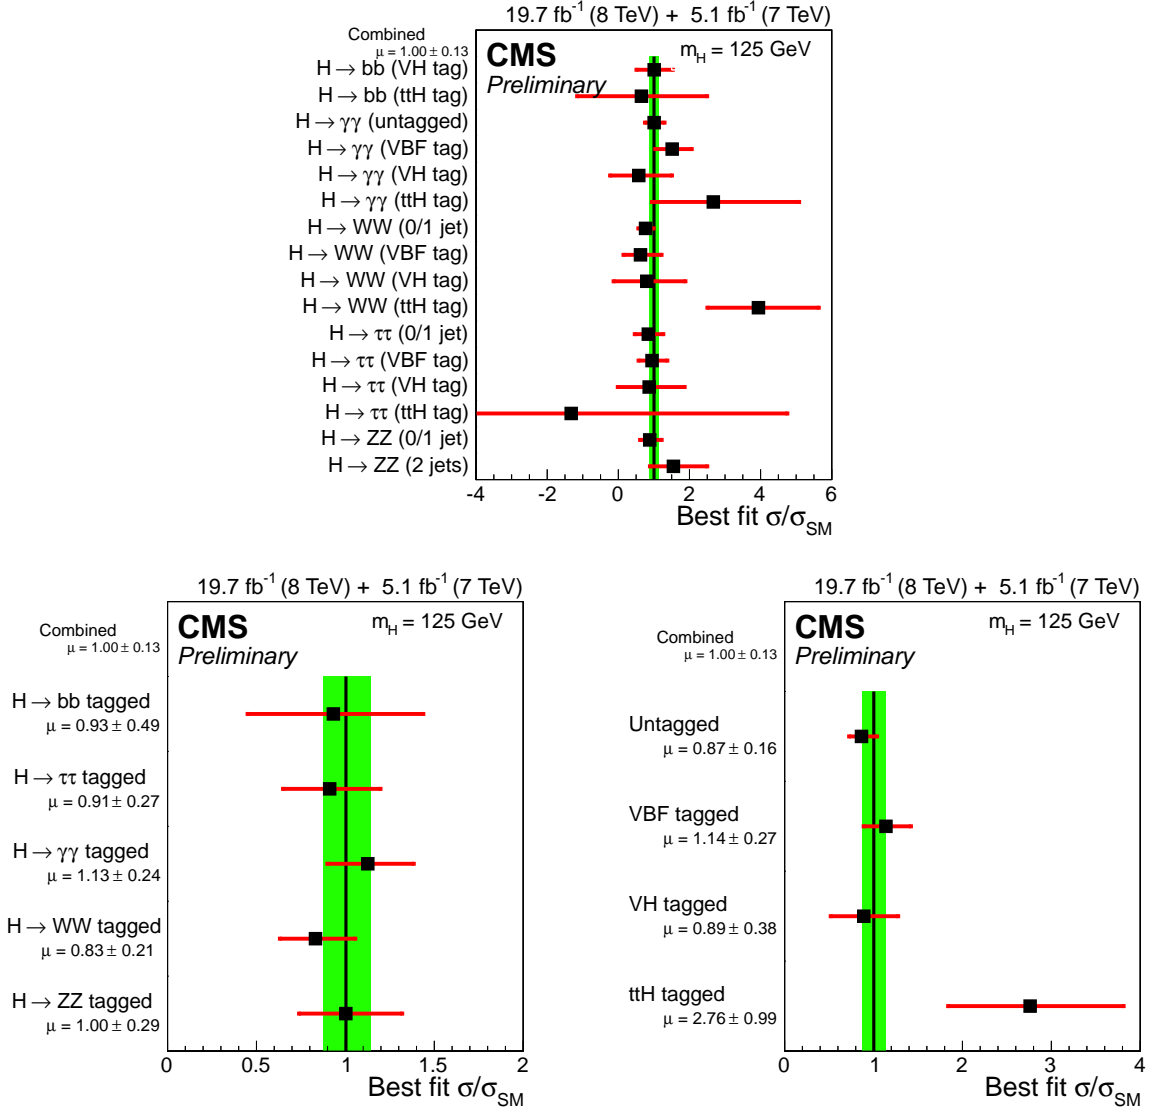 19.7 fb⁻¹ (8 TeV) + 5.1 fb⁻¹ (7 TeV)
Combined
μ = 1.00 ± 0.13
CMS
Preliminary
m_H = 125 GeV
H → bb (VH tag)
H → bb (ttH tag)
H → γγ (untagged)
H → γγ (VBF tag)
H → γγ (VH tag)
H → γγ (ttH tag)
H → WW (0/1 jet)
H → WW (VBF tag)
H → WW (VH tag)
H → WW (ttH tag)
H → ττ (0/1 jet)
H → ττ (VBF tag)
H → ττ (VH tag)
H → ττ (ttH tag)
H → ZZ (0/1 jet)
H → ZZ (2 jets)
-4 -2 0 2 4 6
Best fit σ/σ_SM
19.7 fb⁻¹ (8 TeV) + 5.1 fb⁻¹ (7 TeV)
Combined
μ = 1.00 ± 0.13
CMS
Preliminary
m_H = 125 GeV
H → bb tagged
μ = 0.93 ± 0.49
H → ττ tagged
μ = 0.91 ± 0.27
H → γγ tagged
μ = 1.13 ± 0.24
H → WW tagged
μ = 0.83 ± 0.21
H → ZZ tagged
μ = 1.00 ± 0.29
0 0.5 1 1.5 2
Best fit σ/σ_SM
19.7 fb⁻¹ (8 TeV) + 5.1 fb⁻¹ (7 TeV)
Combined
μ = 1.00 ± 0.13
CMS
Preliminary
m_H = 125 GeV
Untagged
μ = 0.87 ± 0.16
VBF tagged
μ = 1.14 ± 0.27
VH tagged
μ = 0.89 ± 0.38
ttH tagged
μ = 2.76 ± 0.99
0 1 2 3 4
Best fit σ/σ_SM